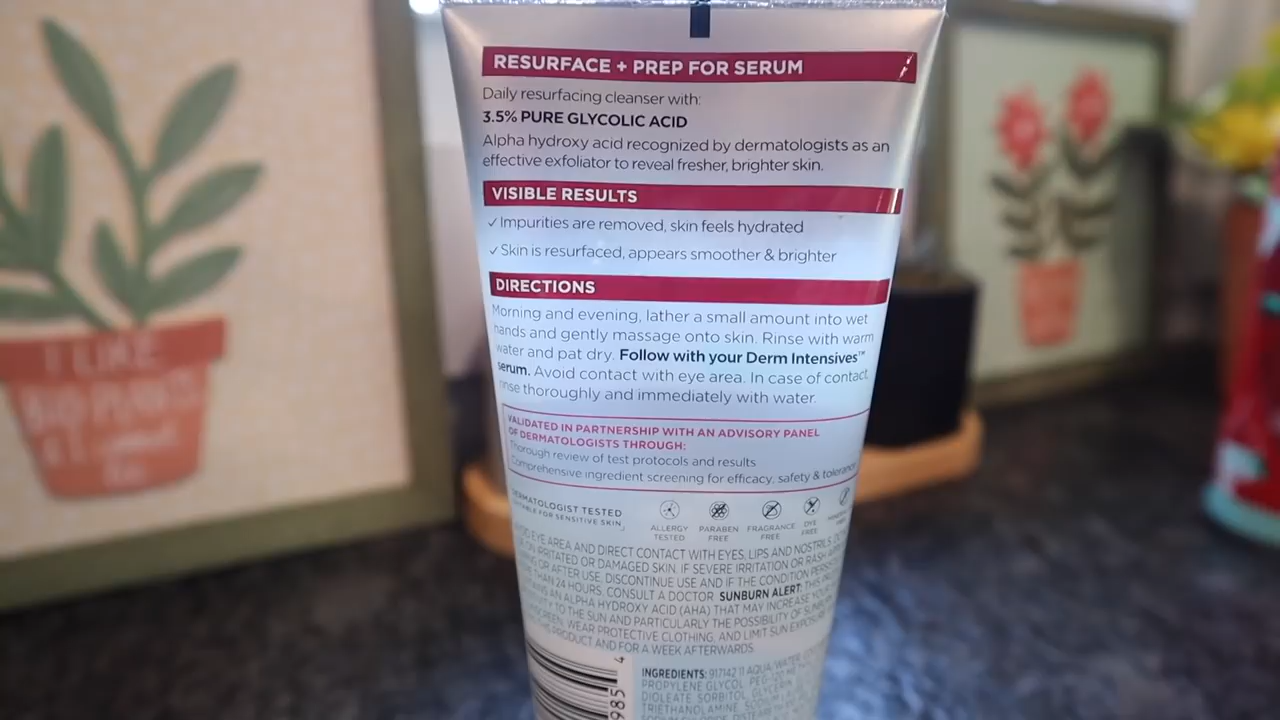 RESURFACE + PREP FOR SERUM
Daily resurfacing cleanser with:
3.5% PURE GLYCOLIC ACID
Alpha hydroxy acid recognized by dermatologists as an
effective exfoliator to reveal fresher, brighter skin.
VISIBLE RESULTS
✓ Impurities are removed, skin feels hydrated
✓ Skin is resurfaced, appears smoother & brighter
DIRECTIONS
Morning and evening, lather a small amount into wet
hands and gently massage onto skin. Rinse with warm
water and pat dry. Follow with your Derm Intensives™
serum. Avoid contact with eye area. In case of contact,
rinse thoroughly and immediately with water.
VALIDATED IN PARTNERSHIP WITH AN ADVISORY PANEL
OF DERMATOLOGISTS THROUGH:
Thorough review of test protocols and results
Comprehensive ingredient screening for efficacy, safety &
DERMATOLOGIST TESTED
SUITABLE FOR SENSITIVE SKIN
ALLERGY
TESTED
PARABEN
FREE
FRAGRANCE
FREE
DYE
FREE
EYE AREA AND DIRECT CONTACT WITH EYES, LIPS AND NOSTRILS.
ON IRRITATED OR DAMAGED SKIN. IF SEVERE IRRITATION OR RASH
OR AFTER USE, DISCONTINUE USE AND IF THE CONDITION
THAN 24 HOURS, CONSULT A DOCTOR. SUNBURN ALERT:
AN ALPHA HYDROXY ACID (AHA) THAT MAY INCREASE
TO THE SUN AND PARTICULARLY THE POSSIBILITY OF
WEAR PROTECTIVE CLOTHING, AND LIMIT SUN
PRODUCT AND FOR A WEEK AFTERWARDS.
INGREDIENTS: 917142 11 AQUA/WATER
PROPYLENE GLYCOL
DIOLEATE, SORBITOL, GLYCERIN
TRIETHANOLAMINE
985 4
I LIKE